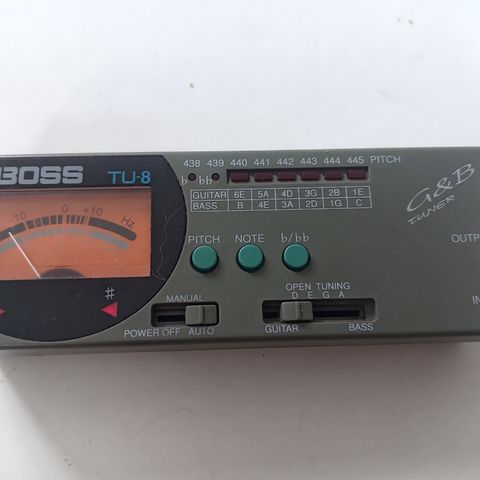 BOSS TU-8
438 439 440 441 442 443 444 445 PITCH
♭ ♭♭
GUITAR 6E 5A 4D 3G 2B 1E
BASS B 4E 3A 2D 1G C
G&B
TUNER
-10 0 +10 Hz
PITCH NOTE ♭/♭♭
OUTP
#
MANUAL
POWER OFF AUTO
OPEN TUNING
D E G A
GUITAR BASS
IN